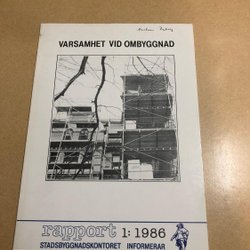 VARSAMHET VID OMBYGGNAD
rapport 1:1986
STADSBYGGNADSKONTORET INFORMERAR